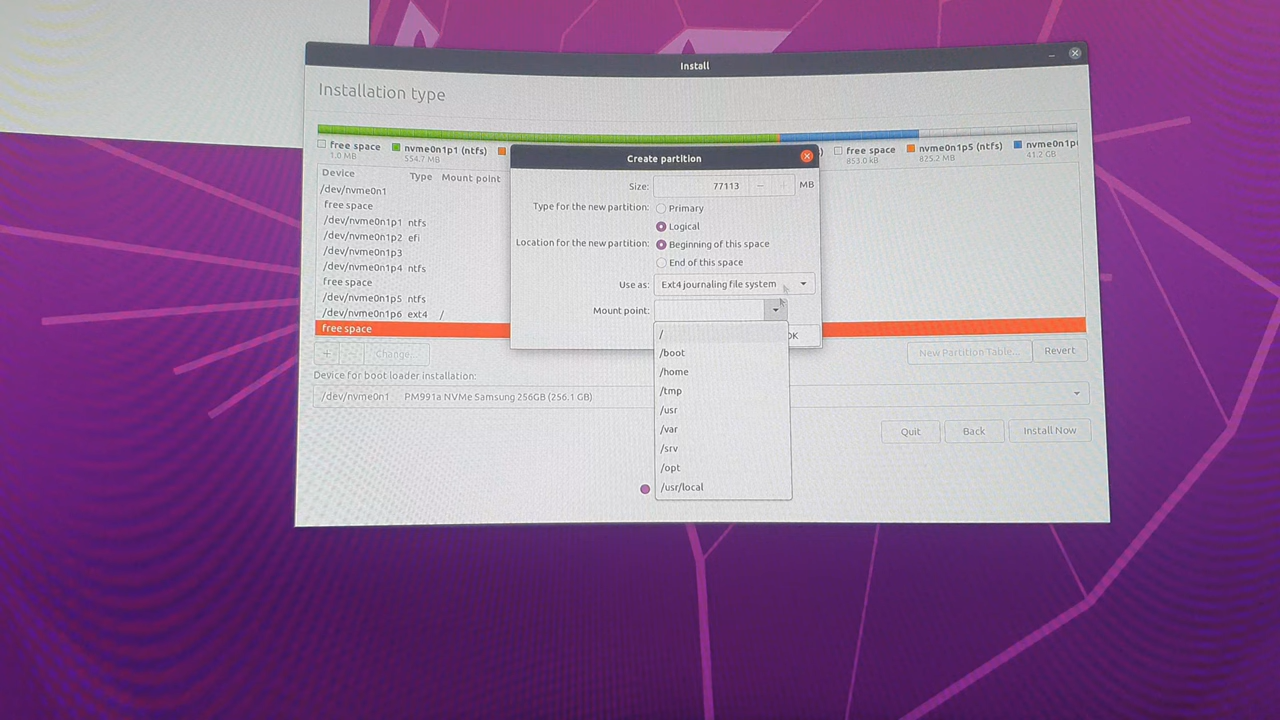 Install
Installation type
free space
1.0 MB
nvme0n1p1 (ntfs)
554.7 MB
free space
853.0 kB
nvme0n1p5 (ntfs)
825.2 MB
41.2 GB
Device Type Mount point
/dev/nvme0n1
free space
/dev/nvme0n1p1 ntfs
/dev/nvme0n1p2 efi
/dev/nvme0n1p3
/dev/nvme0n1p4 ntfs
free space
/dev/nvme0n1p5 ntfs
/dev/nvme0n1p6 ext4 /
free space
+ - Change...
New Partition Table... Revert
Device for boot loader installation:
/dev/nvme0n1 PM991a NVMe Samsung 256GB (256.1 GB)
Quit Back Install Now
Create partition
Size: 77113 − + MB
Type for the new partition: Primary
Logical
Location for the new partition: Beginning of this space
End of this space
Use as: Ext4 journaling file system
Mount point:
OK
/
/boot
/home
/tmp
/usr
/var
/srv
/opt
/usr/local